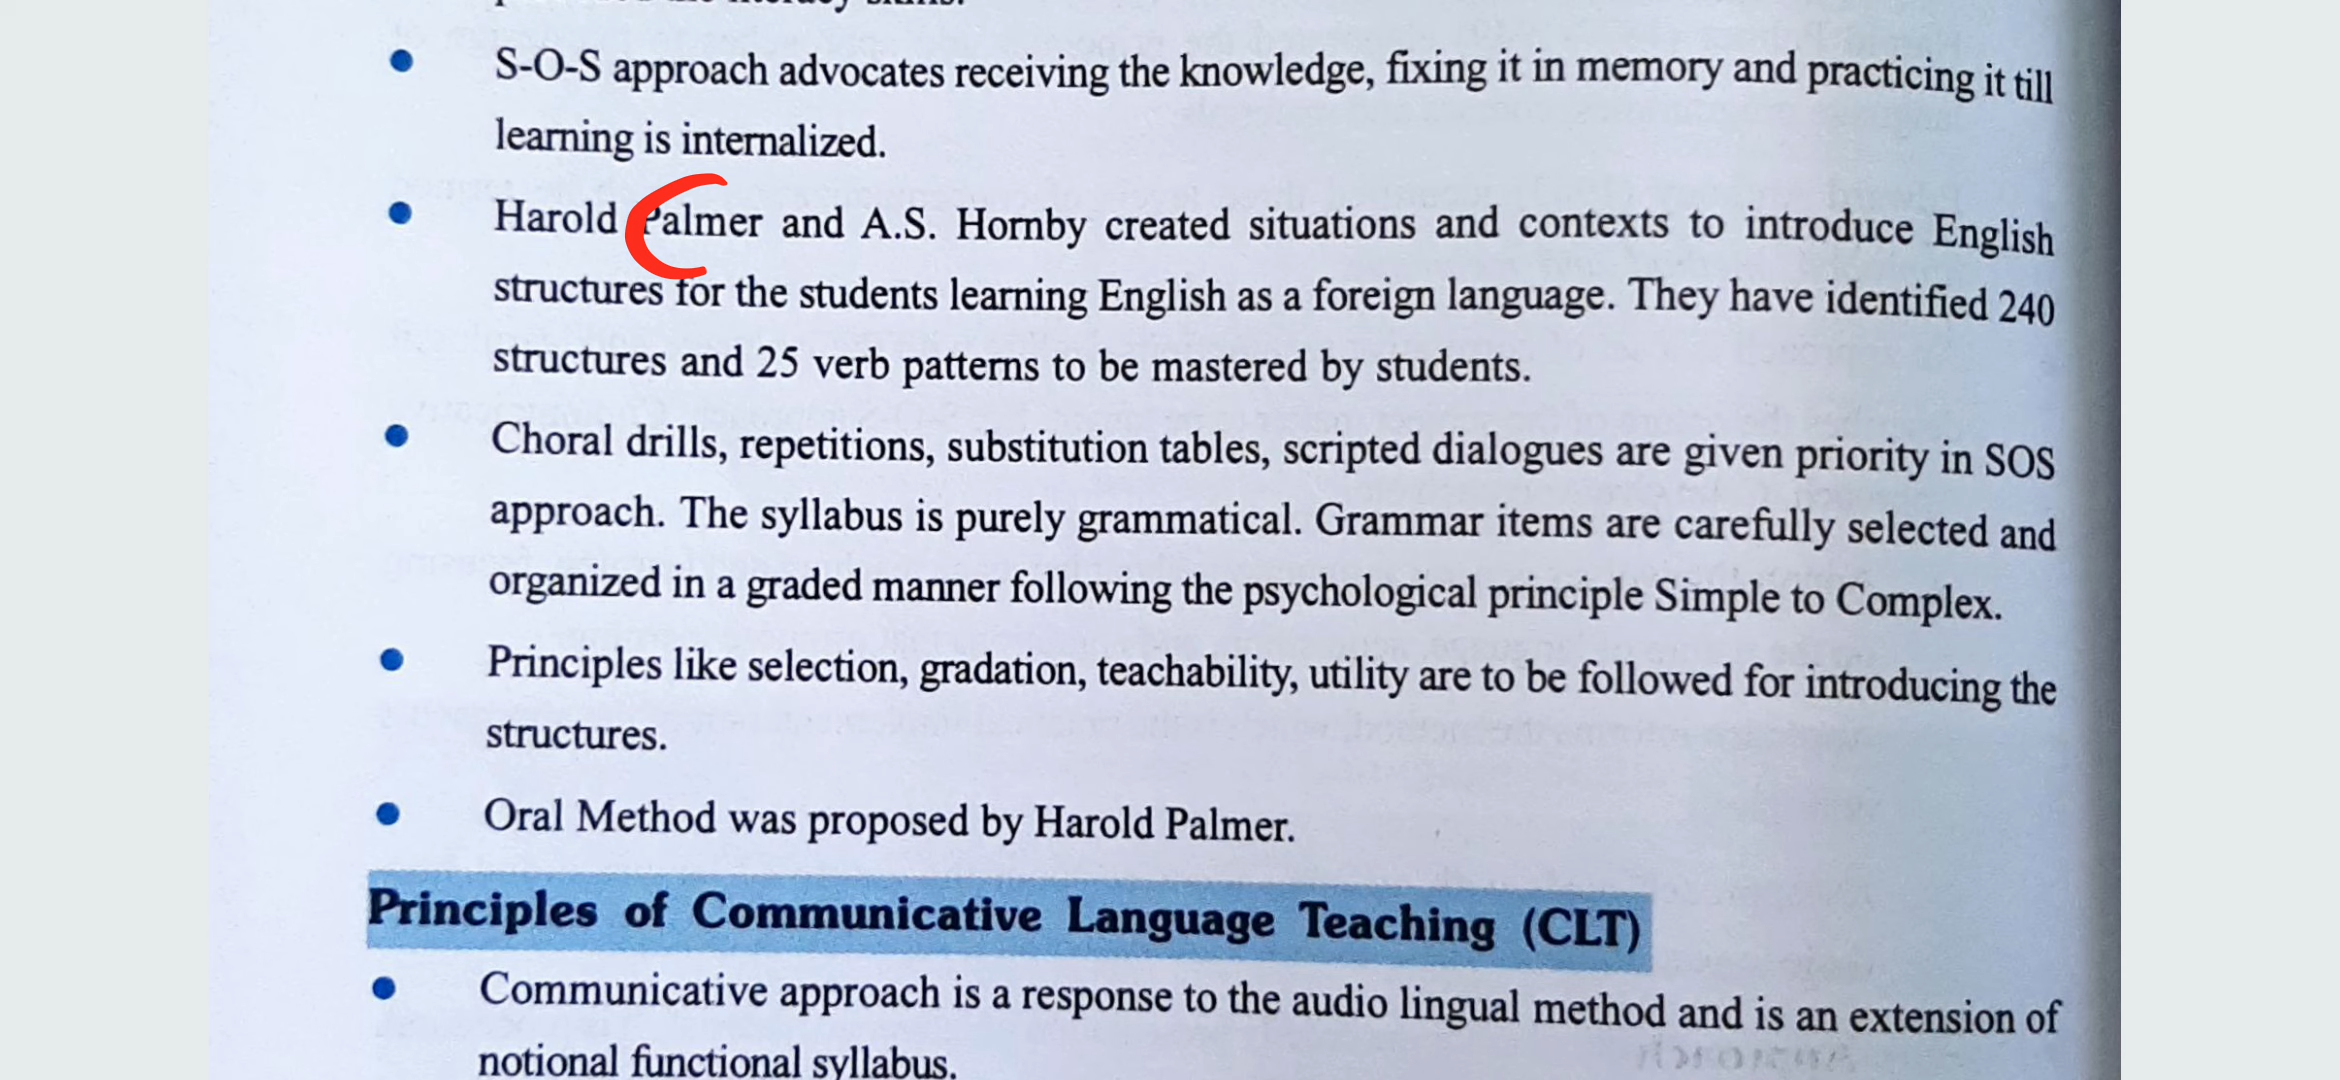 S-O-S approach advocates receiving the knowledge, fixing it in memory and practicing it till
learning is internalized.
Harold Palmer and A.S. Hornby created situations and contexts to introduce English
structures for the students learning English as a foreign language. They have identified 240
structures and 25 verb patterns to be mastered by students.
Choral drills, repetitions, substitution tables, scripted dialogues are given priority in SOS
approach. The syllabus is purely grammatical. Grammar items are carefully selected and
organized in a graded manner following the psychological principle Simple to Complex.
Principles like selection, gradation, teachability, utility are to be followed for introducing the
structures.
Oral Method was proposed by Harold Palmer.
Principles of Communicative Language Teaching (CLT)
Communicative approach is a response to the audio lingual method and is an extension of
notional functional syllabus.